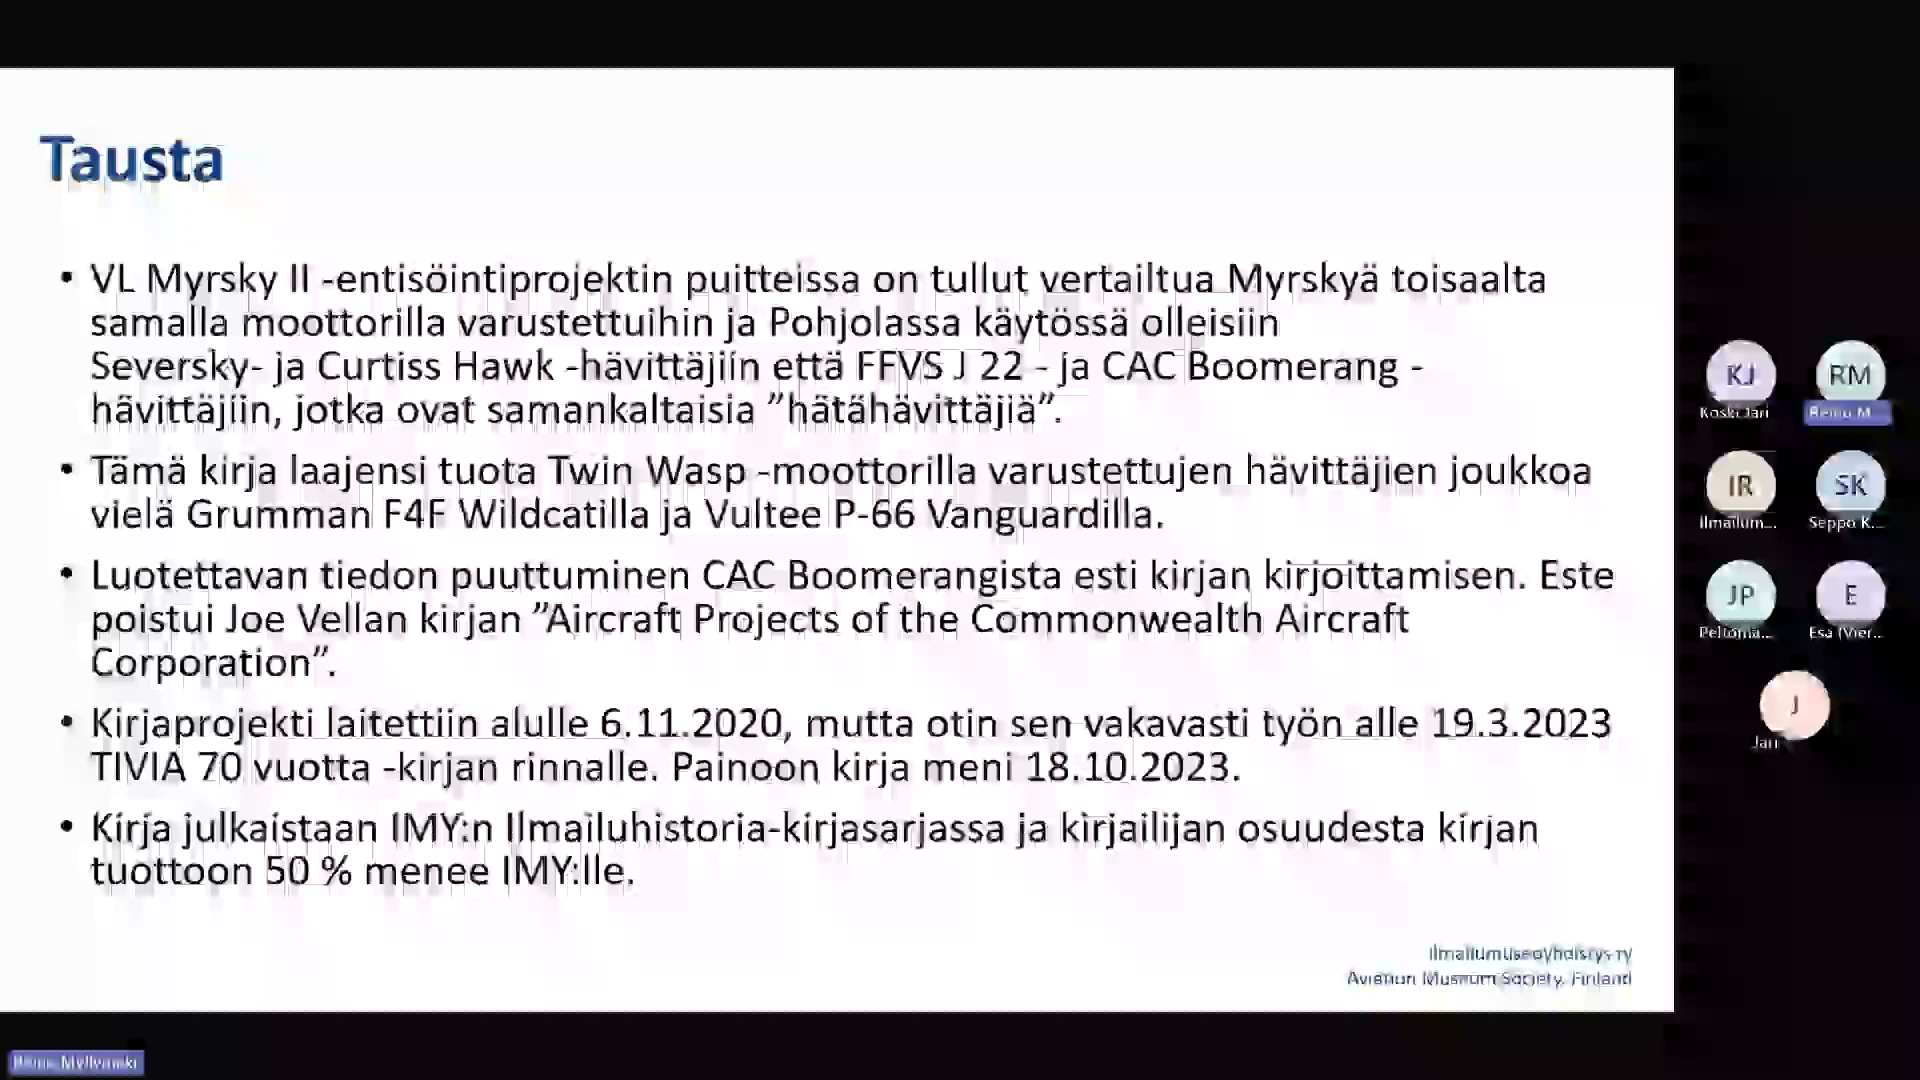 Tausta
• VL Myrsky II -entisöintiprojektin puitteissa on tullut vertailtua Myrskyä toisaalta
samalla moottorilla varustettuihin ja Pohjolassa käytössä olleisiin
Seversky- ja Curtiss Hawk -hävittäjiin että FFVS J 22 - ja CAC Boomerang -
hävittäjiin, jotka ovat samankaltaisia ”hätähävittäjiä”.
• Tämä kirja laajensi tuota Twin Wasp -moottorilla varustettujen hävittäjien joukkoa
vielä Grumman F4F Wildcatilla ja Vultee P-66 Vanguardilla.
• Luotettavan tiedon puuttuminen CAC Boomerangista esti kirjan kirjoittamisen. Este
poistui Joe Vellan kirjan ”Aircraft Projects of the Commonwealth Aircraft
Corporation”.
• Kirjaprojekti laitettiin alulle 6.11.2020, mutta otin sen vakavasti työn alle 19.3.2023
TIVIA 70 vuotta -kirjan rinnalle. Painoon kirja meni 18.10.2023.
• Kirja julkaistaan IMY:n Ilmailuhistoria-kirjasarjassa ja kirjailijan osuudesta kirjan
tuottoon 50 % menee IMY:lle.
Ilmailumuseoyhdistys ry
Aviation Museum Society, Finland
KJ
RM
Koski Jari
Reino M...
IR
SK
Ilmailum...
Seppo K...
JP
E
Peltoma...
Esa (Vier...
J
Jari